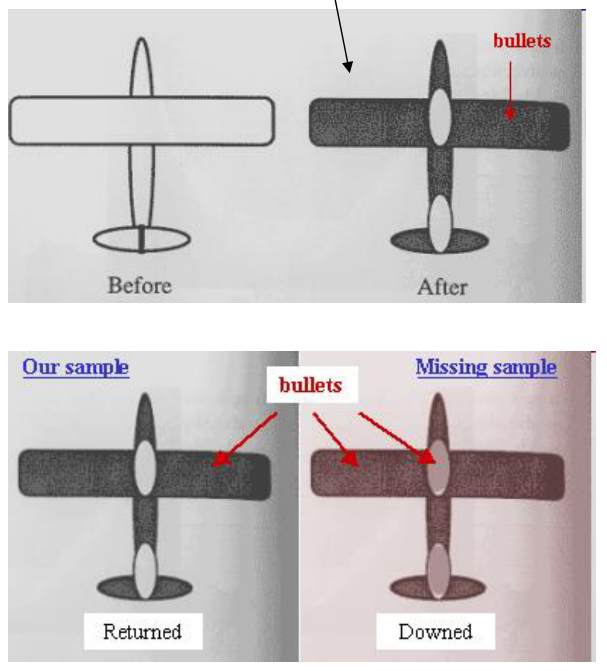 bullets
Before
After
Our sample
Missing sample
bullets
Returned
Downed